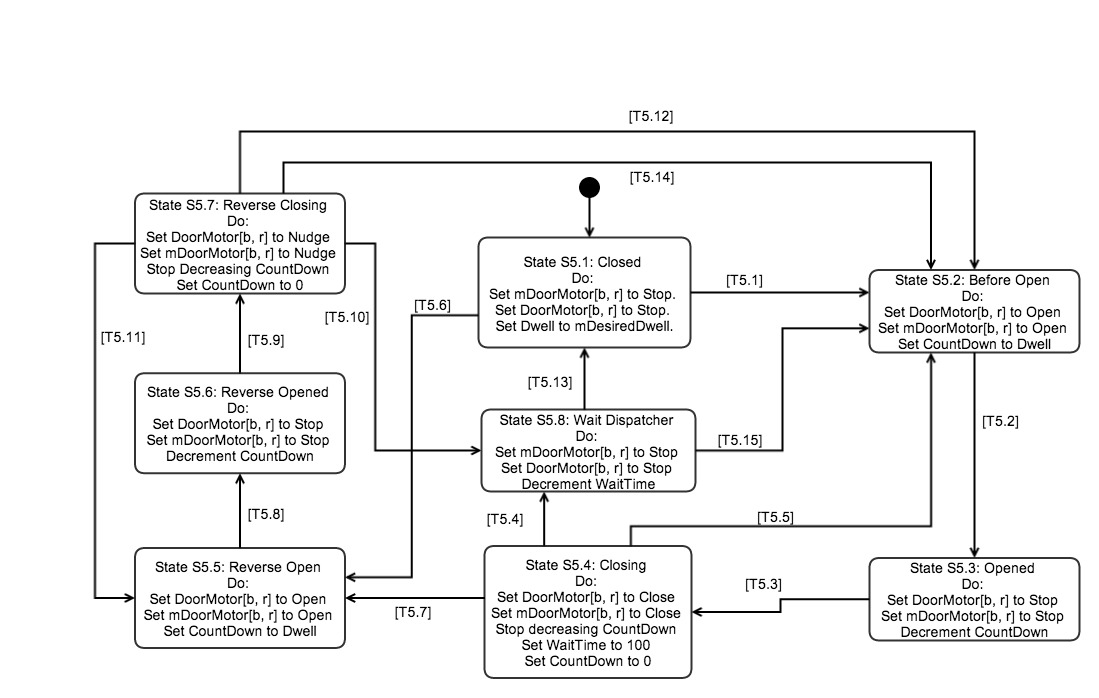 [T5.12]
[T5.14]
State S5.7: Reverse Closing
Do:
Set DoorMotor[b, r] to Nudge
Set mDoorMotor[b, r] to Nudge
Stop Decreasing CountDown
Set CountDown to 0
State S5.1: Closed
Do:
Set mDoorMotor[b, r] to Stop.
Set DoorMotor[b, r] to Stop.
Set Dwell to mDesiredDwell.
[T5.1]
State S5.2: Before Open
Do:
Set DoorMotor[b, r] to Open
Set mDoorMotor[b, r] to Open
Set CountDown to Dwell
[T5.6]
[T5.10]
[T5.11]
[T5.9]
[T5.13]
State S5.6: Reverse Opened
Do:
Set DoorMotor[b, r] to Stop
Set mDoorMotor[b, r] to Stop
Decrement CountDown
State S5.8: Wait Dispatcher
Do:
Set mDoorMotor[b, r] to Stop
Set DoorMotor[b, r] to Stop
Decrement WaitTime
[T5.15]
[T5.2]
[T5.8]
[T5.4]
[T5.5]
State S5.5: Reverse Open
Do:
Set DoorMotor[b, r] to Open
Set mDoorMotor[b, r] to Open
Set CountDown to Dwell
[T5.7]
State S5.4: Closing
Do:
Set DoorMotor[b, r] to Close
Set mDoorMotor[b, r] to Close
Stop decreasing CountDown
Set WaitTime to 100
Set CountDown to 0
[T5.3]
State S5.3: Opened
Do:
Set DoorMotor[b, r] to Stop
Set mDoorMotor[b, r] to Stop
Decrement CountDown